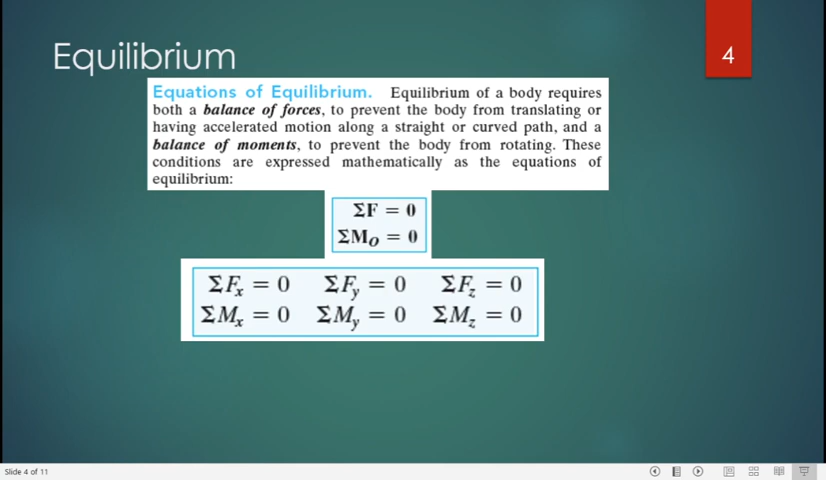 Equilibrium
4
Equations of Equilibrium. Equilibrium of a body requires
both a balance of forces, to prevent the body from translating or
having accelerated motion along a straight or curved path, and a
balance of moments, to prevent the body from rotating. These
conditions are expressed mathematically as the equations of
equilibrium:
ΣF = 0
ΣM_O = 0
ΣF_x = 0 ΣF_y = 0 ΣF_z = 0
ΣM_x = 0 ΣM_y = 0 ΣM_z = 0
Slide 4 of 11